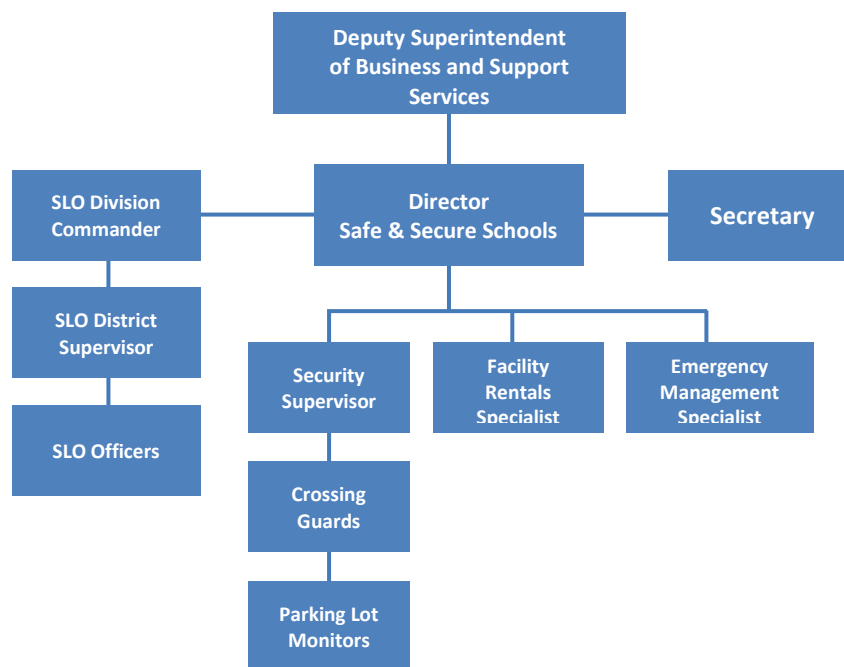 Deputy Superintendent
of Business and Support
Services
SLO Division
Commander
Director
Safe & Secure Schools
Secretary
SLO District
Supervisor
SLO Officers
Security
Supervisor
Facility
Rentals
Specialist
Emergency
Management
Specialist
Crossing
Guards
Parking Lot
Monitors